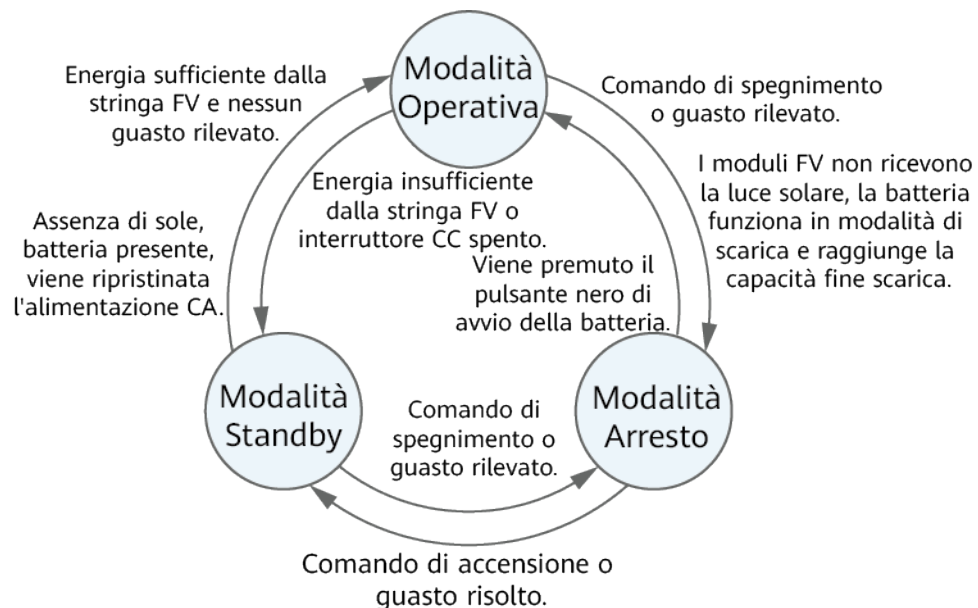 Modalità
Operativa
Energia sufficiente dalla
stringa FV e nessun
guasto rilevato.
Comando di spegnimento
o guasto rilevato.
I moduli FV non ricevono
la luce solare, la batteria
funziona in modalità di
scarica e raggiunge la
capacità fine scarica.
Energia insufficiente
dalla stringa FV o
interruttore CC spento.
Assenza di sole,
batteria presente,
viene ripristinata
l'alimentazione CA.
Viene premuto il
pulsante nero di
avvio della batteria.
Modalità
Standby
Comando di
spegnimento o
guasto rilevato.
Modalità
Arresto
Comando di accensione o
guasto risolto.